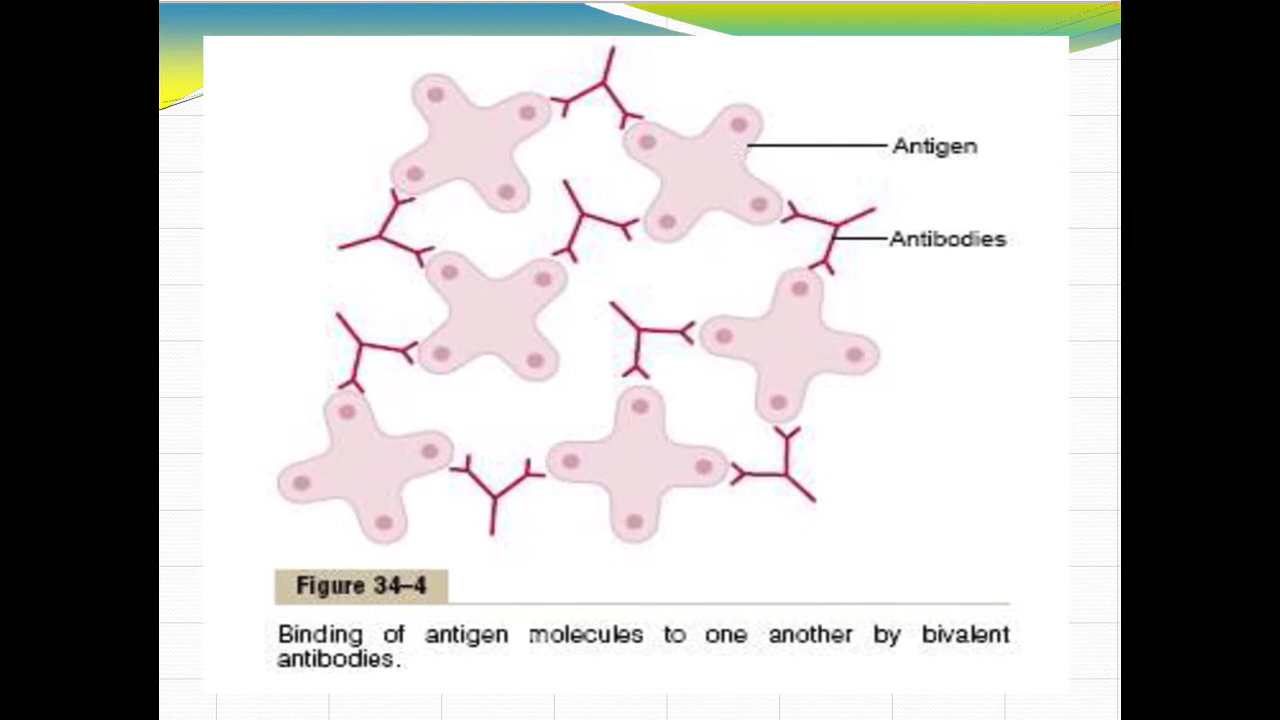 Antigen
Antibodies
Figure 34–4
Binding of antigen molecules to one another by bivalent
antibodies.